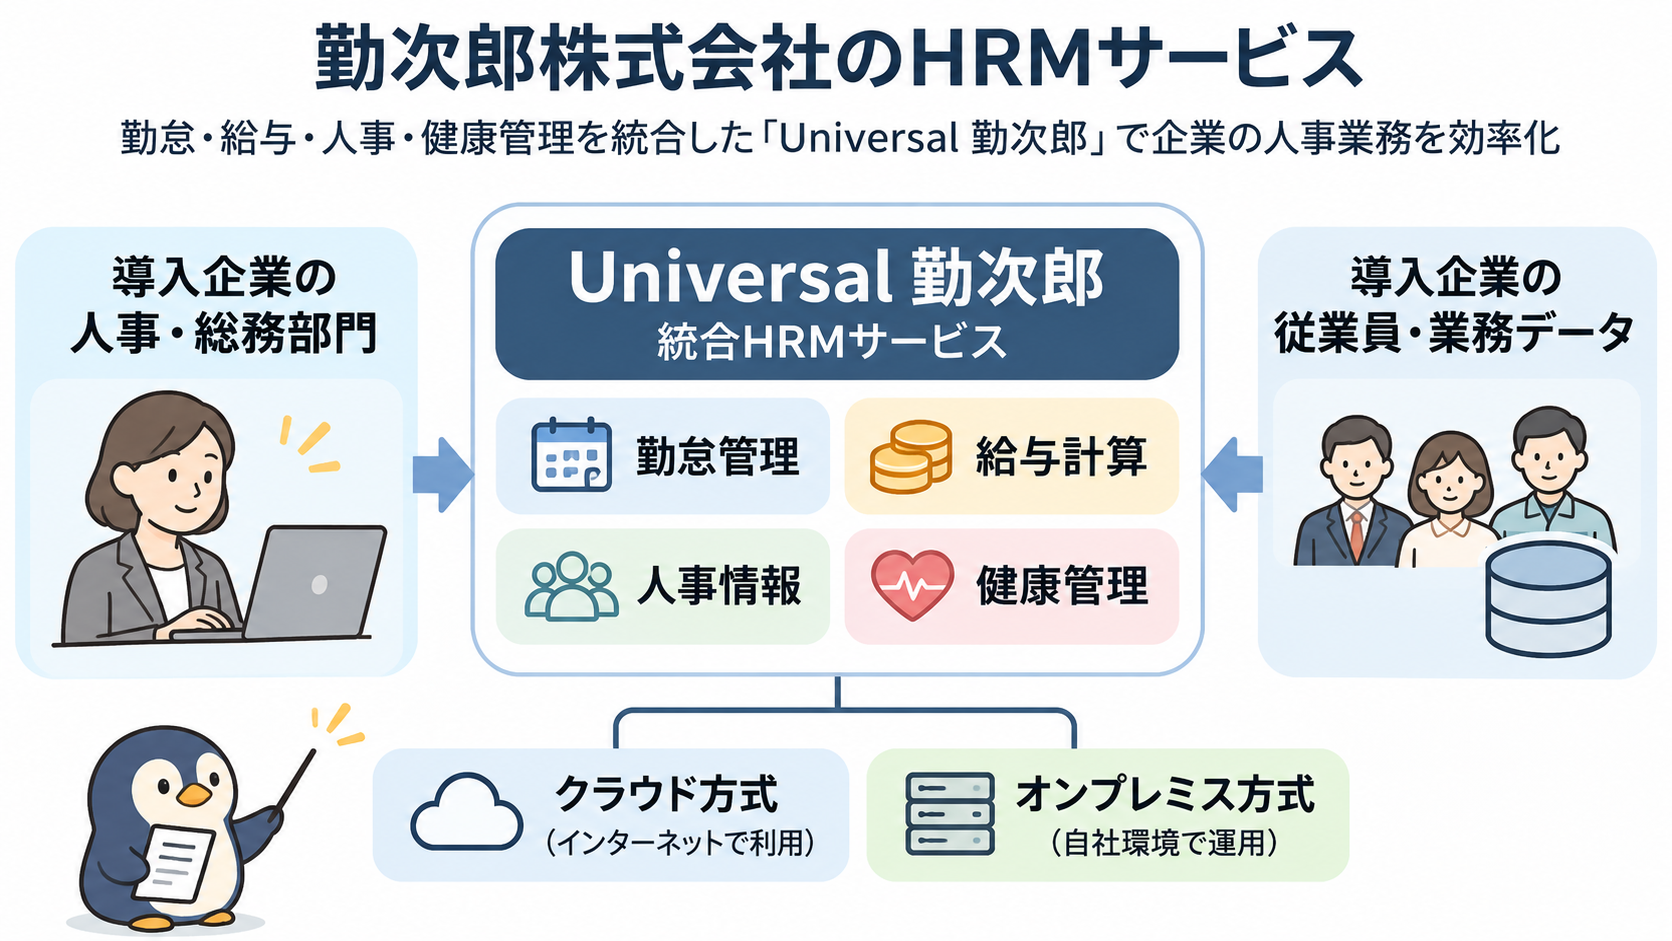 勤次郎株式会社のHRMサービス
勤怠・給与・人事・健康管理を統合した「Universal 勤次郎」で企業の人事業務を効率化
導入企業の
人事・総務部門
Universal 勤次郎
統合HRMサービス
勤怠管理
給与計算
人事情報
健康管理
導入企業の
従業員・業務データ
クラウド方式
（インターネットで利用）
オンプレミス方式
（自社環境で運用）